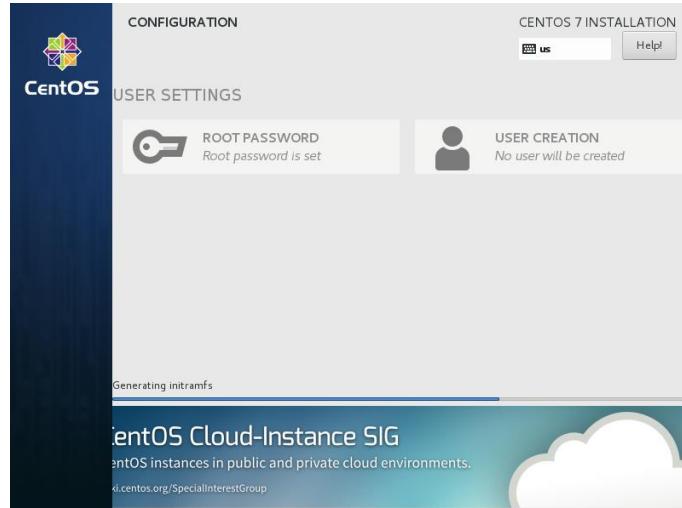 CONFIGURATION
CENTOS 7 INSTALLATION
us
Help!
CentOS
USER SETTINGS
ROOT PASSWORD
Root password is set
USER CREATION
No user will be created
Generating initramfs
entOS Cloud-Instance SIG
entOS instances in public and private cloud environments.
ki.centos.org/SpecialInterestGroup